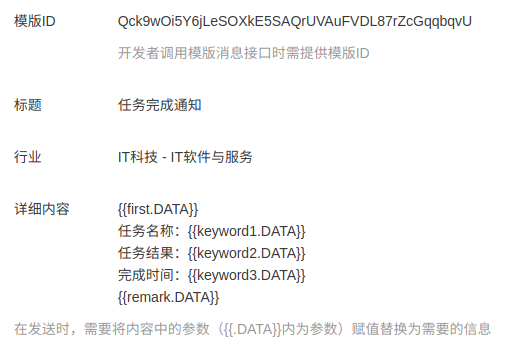 模版ID Qck9wOi5Y6jLeSOXkE5SAQrUVAuFVDL87rZcGqqbqvU
开发者调用模版消息接口时需提供模版ID
标题 任务完成通知
行业 IT科技 - IT软件与服务
详细内容 {{first.DATA}}
任务名称：{{keyword1.DATA}}
任务结果：{{keyword2.DATA}}
完成时间：{{keyword3.DATA}}
{{remark.DATA}}
在发送时，需要将内容中的参数（{{.DATA}}内为参数）赋值替换为需要的信息